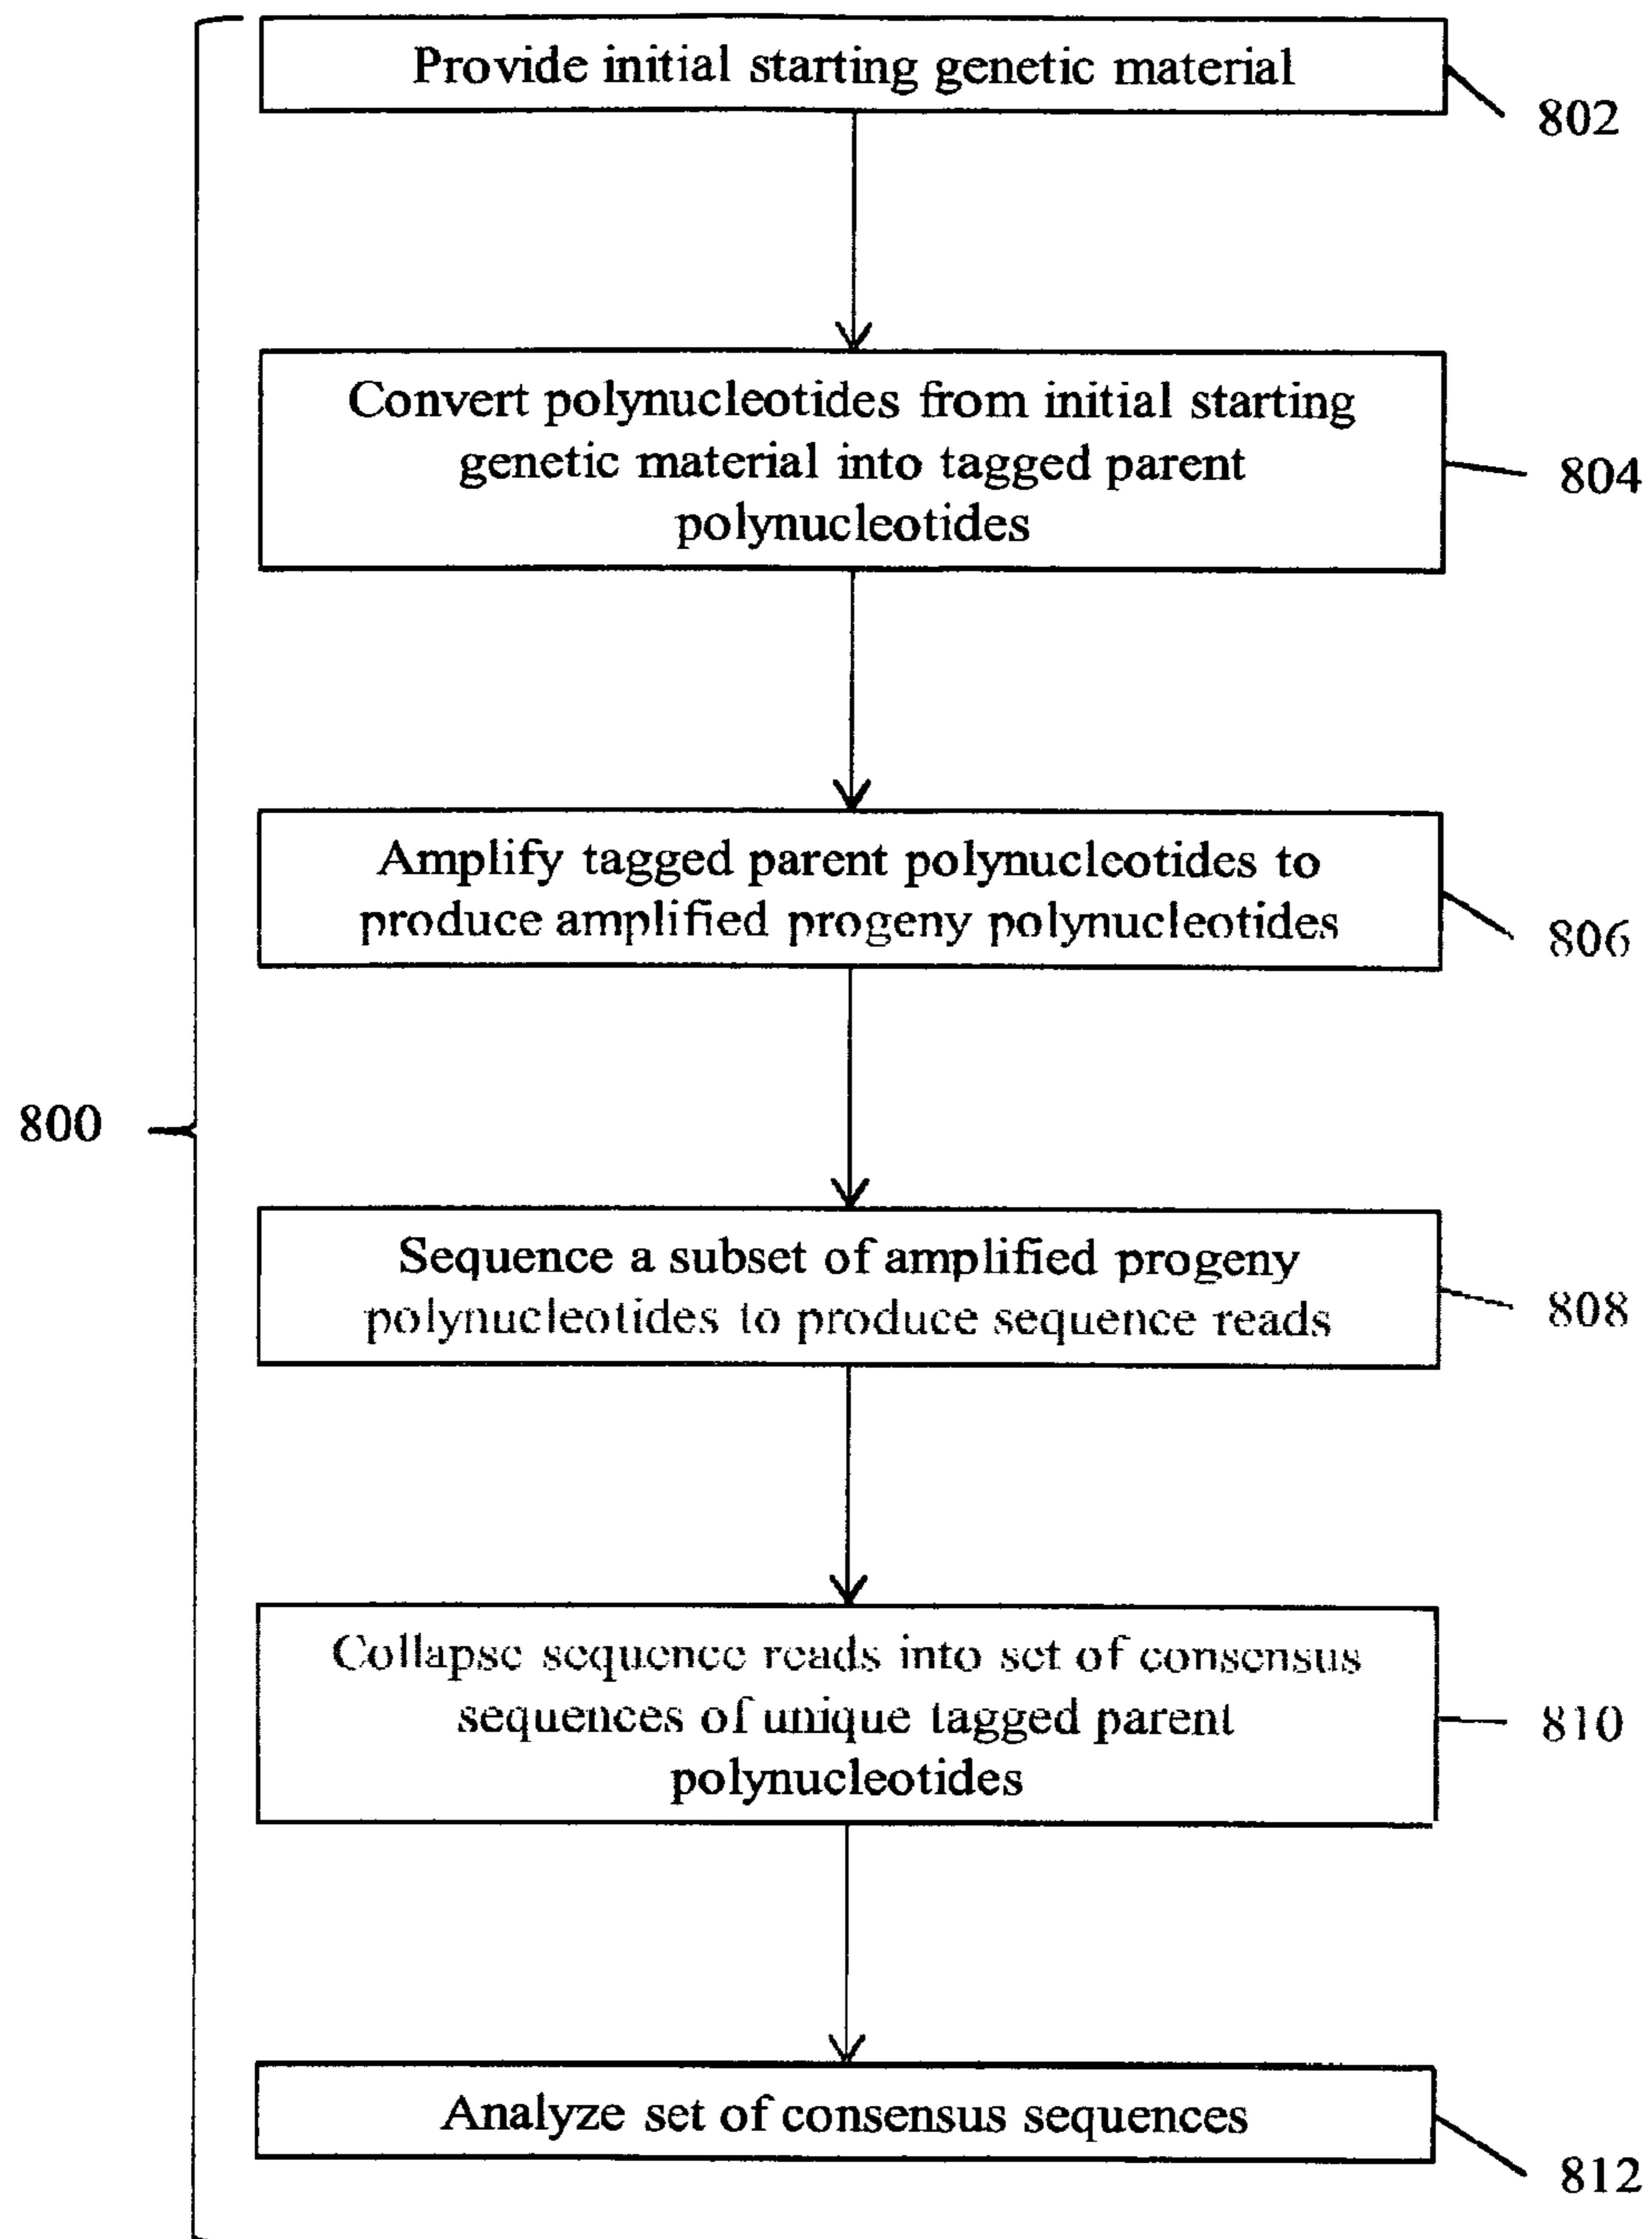 Provide initial starting genetic material
802
Convert polynucleotides from initial starting
genetic material into tagged parent
polynucleotides
804
Amplify tagged parent polynucleotides to
produce amplified progeny polynucleotides
806
800
Sequence a subset of amplified progeny
polynucleotides to produce sequence reads
808
Collapse sequence reads into set of consensus
sequences of unique tagged parent
polynucleotides
810
Analyze set of consensus sequences
812